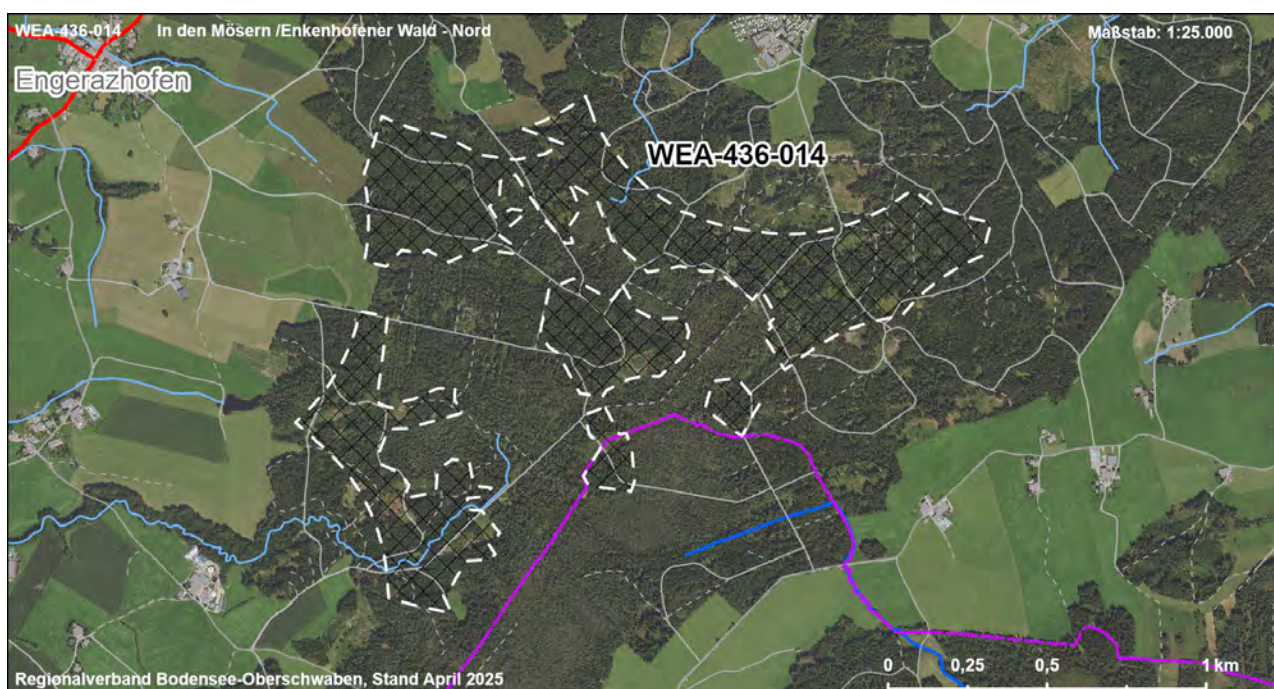 WEA-436-014 In den Mösern /Enkenhofener Wald - Nord
Maßstab: 1:25.000
Engerazhofen
WEA-436-014
0 0,25 0,5 1 km
Regionalverband Bodensee-Oberschwaben, Stand April 2025